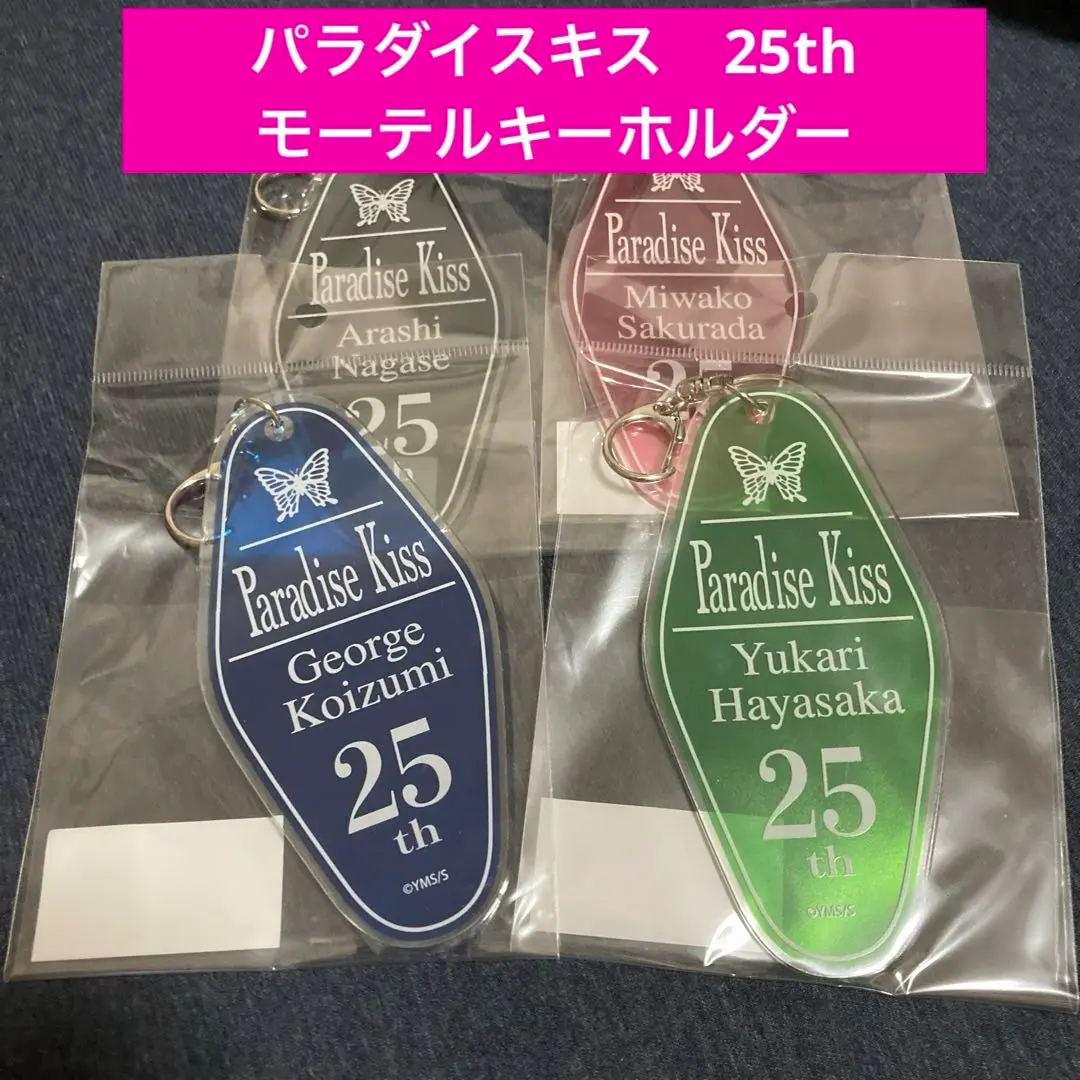 パラダイスキス 25th
モーテルキーホルダー
Paradise Kiss
Arashi
Nagase
25
Paradise Kiss
Miwako
Sakurada
25
Paradise Kiss
George
Koizumi
25
th
©YMS/S
Paradise Kiss
Yukari
Hayasaka
25
th
©YMS/S